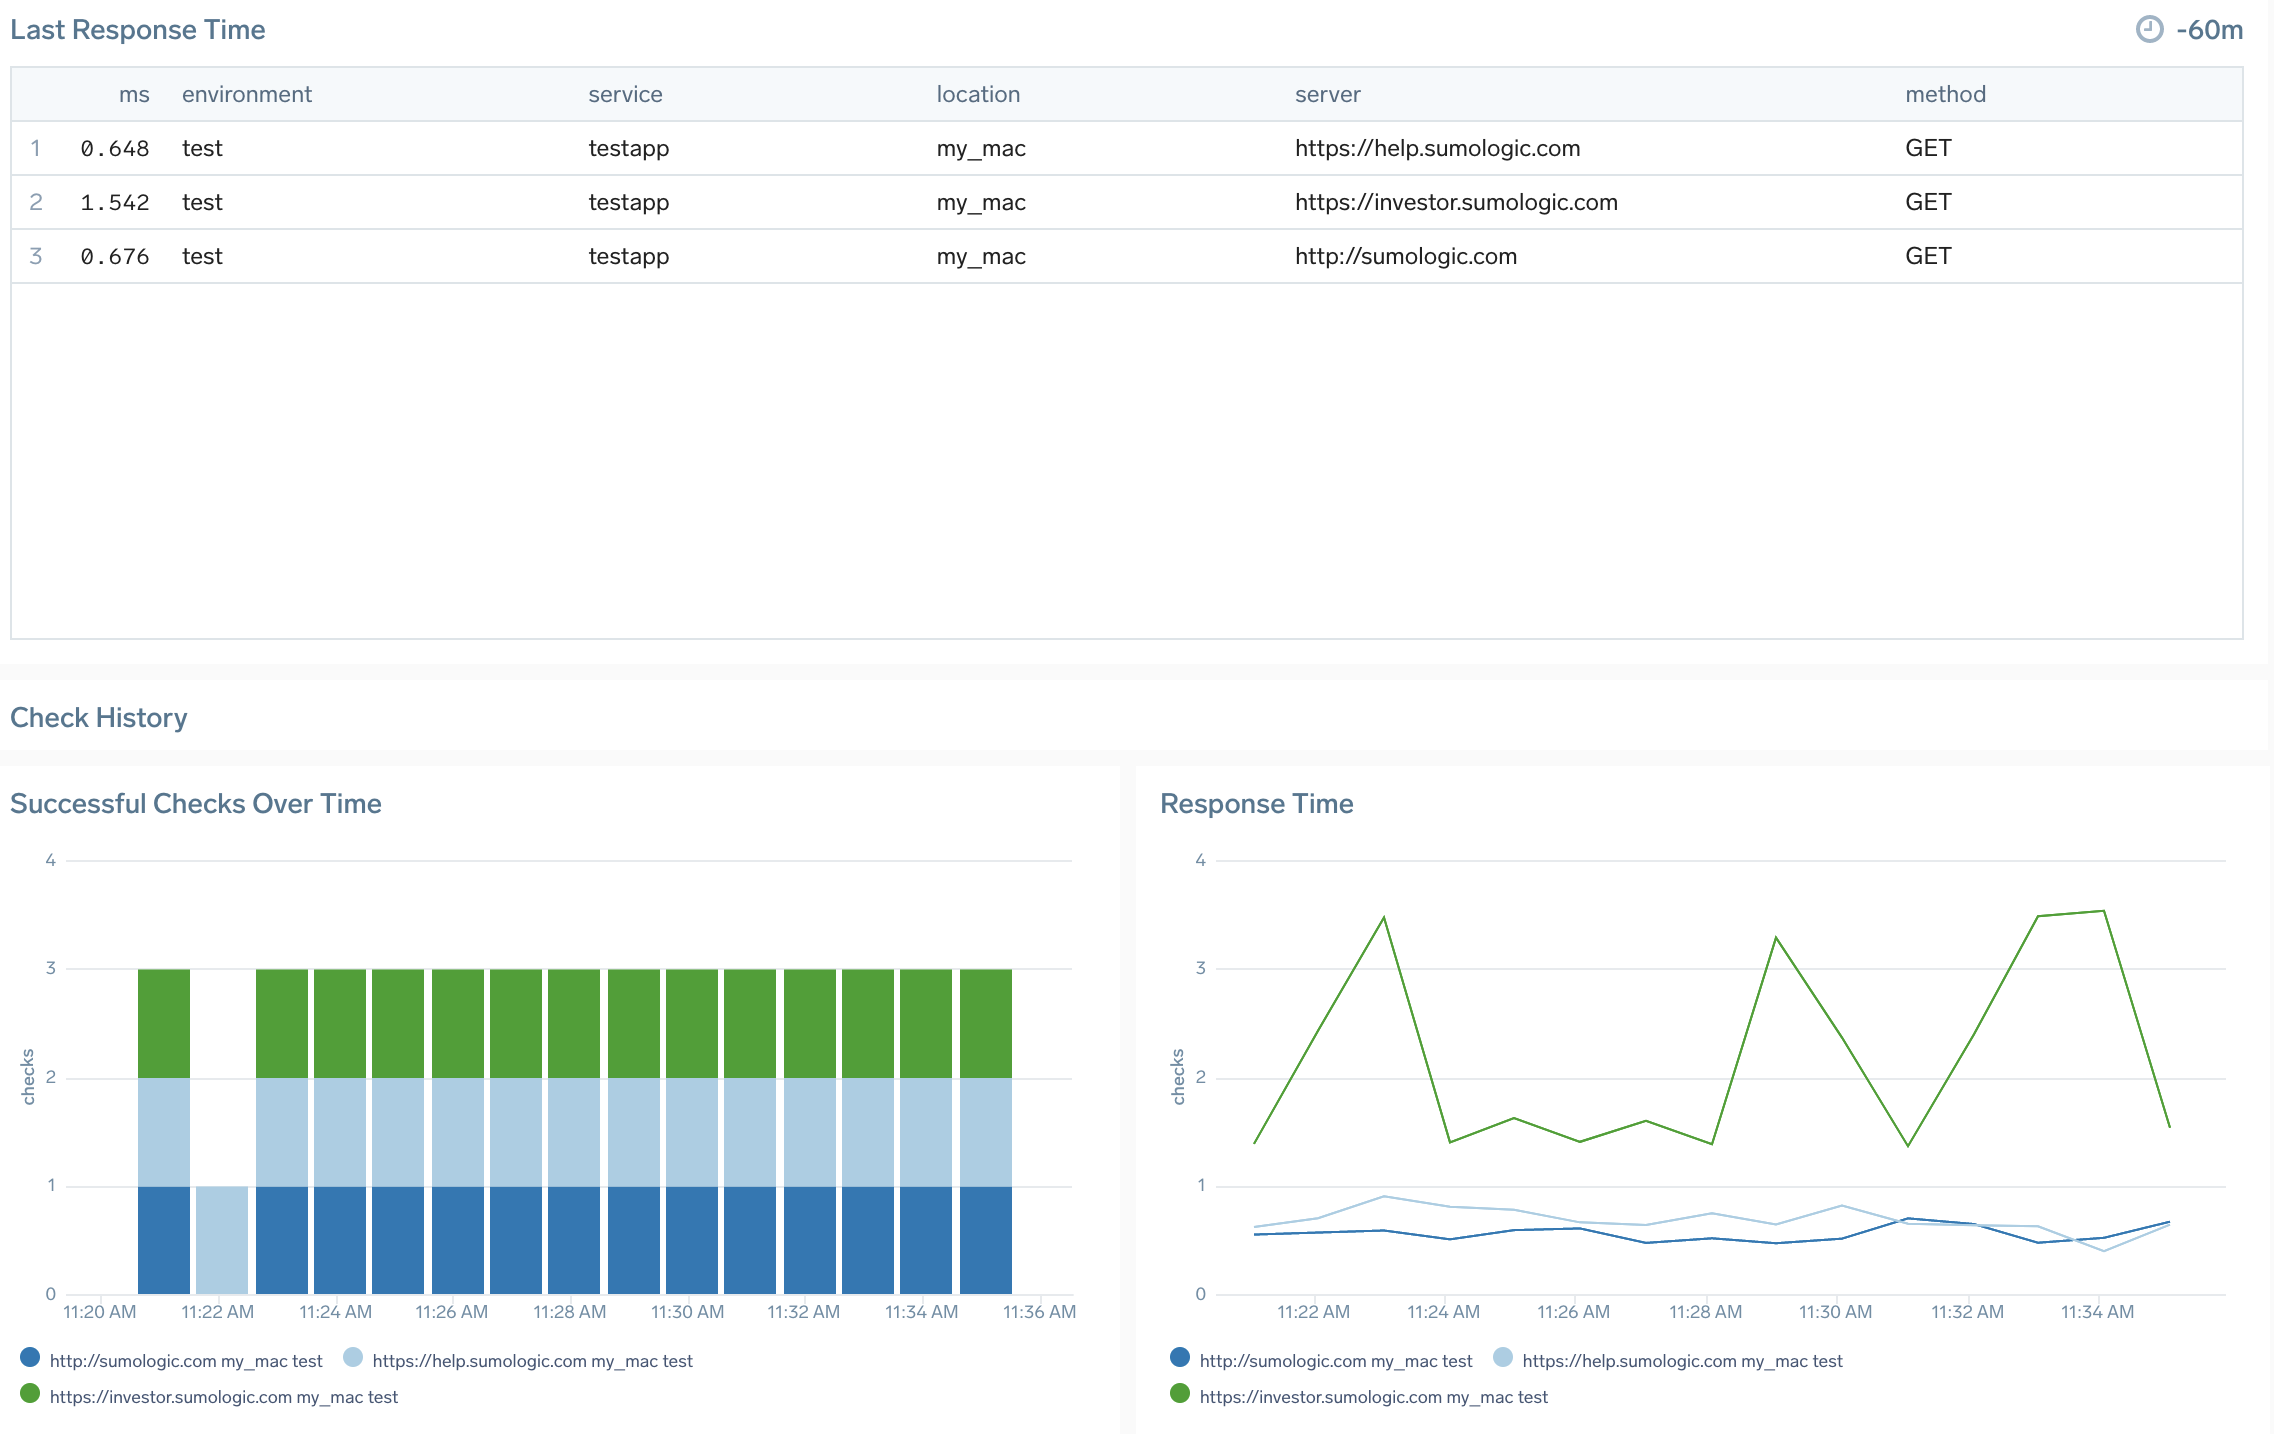 Last Response Time -60m
ms environment service location server method
1 0.648 test testapp my_mac https://help.sumologic.com GET
2 1.542 test testapp my_mac https://investor.sumologic.com GET
3 0.676 test testapp my_mac http://sumologic.com GET
Check History
Successful Checks Over Time
4
3
2
1
0
checks
11:20 AM 11:22 AM 11:24 AM 11:26 AM 11:28 AM 11:30 AM 11:32 AM 11:34 AM 11:36 AM
http://sumologic.com my_mac test https://help.sumologic.com my_mac test
https://investor.sumologic.com my_mac test
Response Time
4
3
2
1
0
checks
11:22 AM 11:24 AM 11:26 AM 11:28 AM 11:30 AM 11:32 AM 11:34 AM
http://sumologic.com my_mac test https://help.sumologic.com my_mac test
https://investor.sumologic.com my_mac test